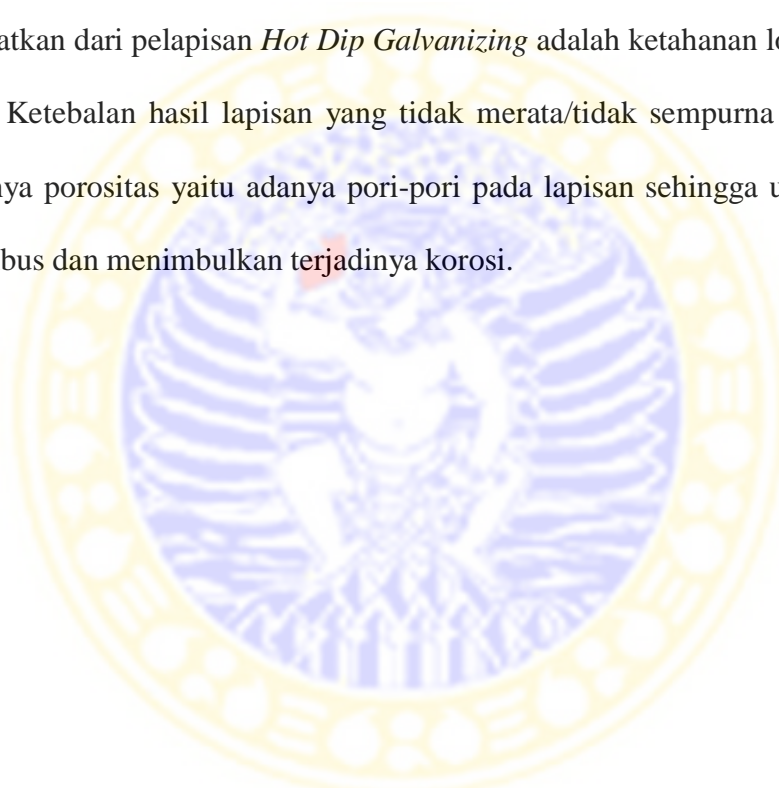 atkan dari pelapisan Hot Dip Galvanizing adalah ketahanan lo
Ketebalan hasil lapisan yang tidak merata/tidak sempurna
ya porositas yaitu adanya pori-pori pada lapisan sehingga u
bus dan menimbulkan terjadinya korosi.